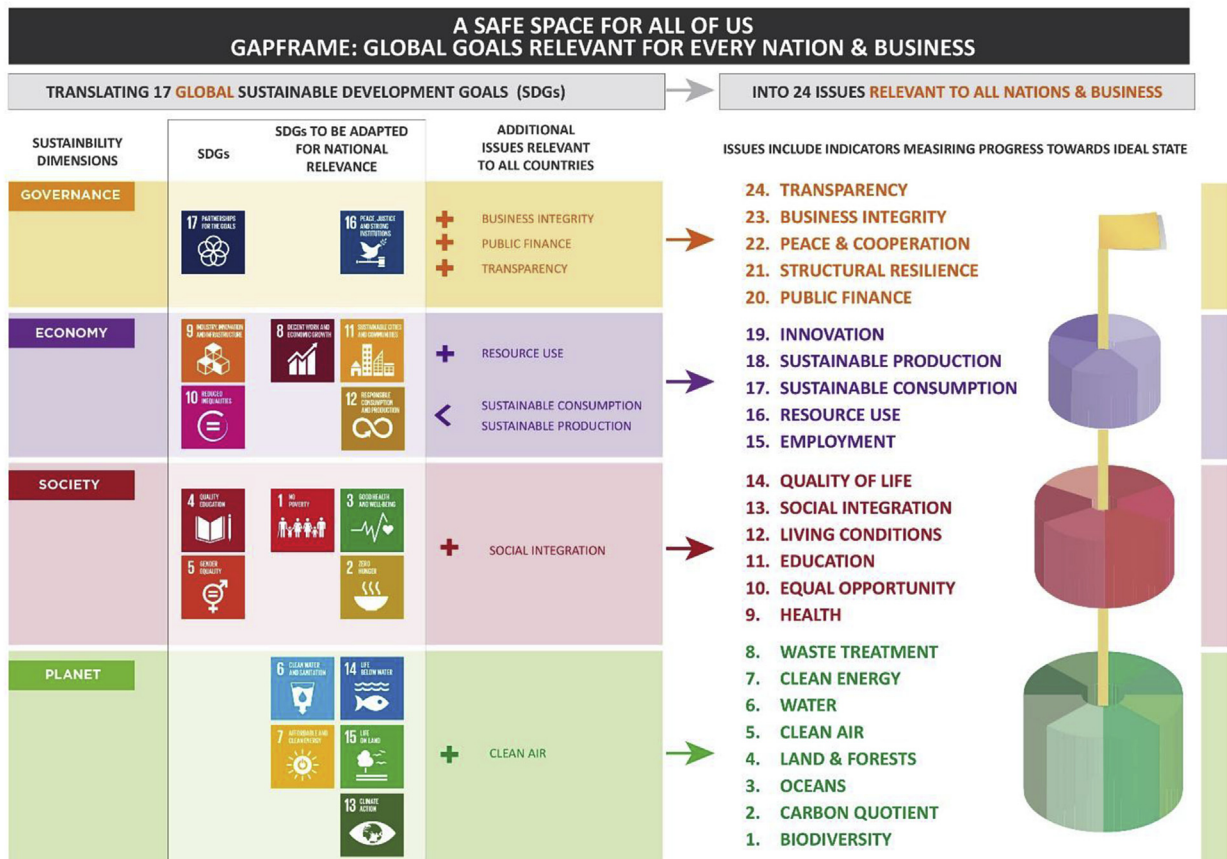 A SAFE SPACE FOR ALL OF US
GAPFRAME: GLOBAL GOALS RELEVANT FOR EVERY NATION & BUSINESS
TRANSLATING 17 GLOBAL SUSTAINABLE DEVELOPMENT GOALS (SDGs)
INTO 24 ISSUES RELEVANT TO ALL NATIONS & BUSINESS
SUSTAINBILITY
DIMENSIONS
SDGs
SDGs TO BE ADAPTED
FOR NATIONAL
RELEVANCE
ADDITIONAL
ISSUES RELEVANT
TO ALL COUNTRIES
ISSUES INCLUDE INDICATORS MEASIRING PROGRESS TOWARDS IDEAL STATE
GOVERNANCE
17 PARTNERSHIPS
FOR THE GOALS
16 PEACE, JUSTICE
AND STRONG
INSTITUTIONS
+ BUSINESS INTEGRITY
+ PUBLIC FINANCE
+ TRANSPARENCY
24. TRANSPARENCY
23. BUSINESS INTEGRITY
22. PEACE & COOPERATION
21. STRUCTURAL RESILIENCE
20. PUBLIC FINANCE
ECONOMY
9 INDUSTRY, INNOVATION
AND INFRASTRUCTURE
8 DECENT WORK AND
ECONOMIC GROWTH
11 SUSTAINABLE CITIES
AND COMMUNITIES
10 REDUCED
INEQUALITIES
12 RESPONSIBLE
CONSUMPTION
AND PRODUCTION
+ RESOURCE USE
< SUSTAINABLE CONSUMPTION
SUSTAINABLE PRODUCTION
19. INNOVATION
18. SUSTAINABLE PRODUCTION
17. SUSTAINABLE CONSUMPTION
16. RESOURCE USE
15. EMPLOYMENT
SOCIETY
4 QUALITY
EDUCATION
1 NO
POVERTY
3 GOOD HEALTH
AND WELL-BEING
5 GENDER
EQUALITY
2 ZERO
HUNGER
+ SOCIAL INTEGRATION
14. QUALITY OF LIFE
13. SOCIAL INTEGRATION
12. LIVING CONDITIONS
11. EDUCATION
10. EQUAL OPPORTUNITY
9. HEALTH
PLANET
6 CLEAN WATER
AND SANITATION
14 LIFE
BELOW WATER
7 AFFORDABLE AND
CLEAN ENERGY
15 LIFE
ON LAND
13 CLIMATE
ACTION
+ CLEAN AIR
8. WASTE TREATMENT
7. CLEAN ENERGY
6. WATER
5. CLEAN AIR
4. LAND & FORESTS
3. OCEANS
2. CARBON QUOTIENT
1. BIODIVERSITY